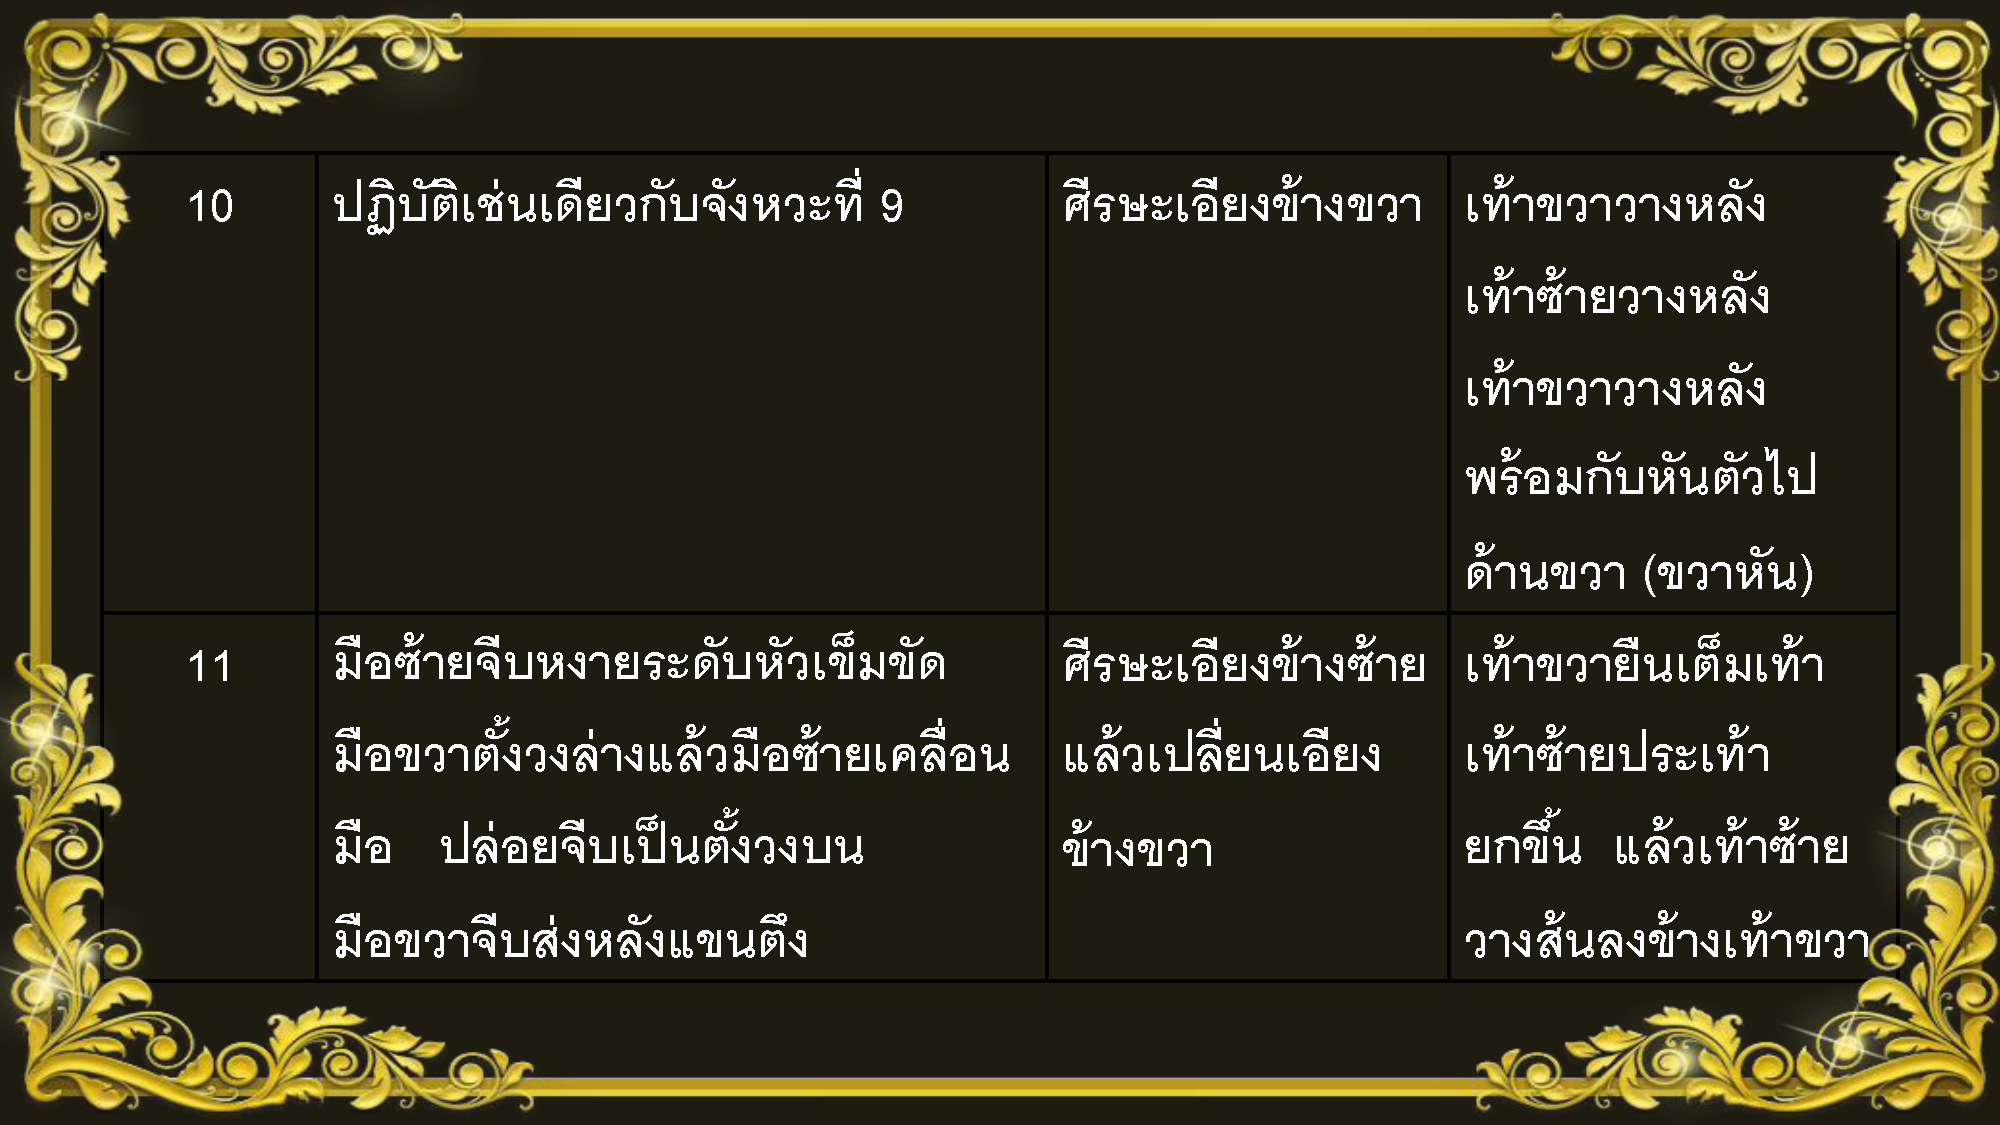 10
ปฏิบัติเช่นเดียวกับจังหวะที่ 9
ศีรษะเอียงข้างขวา
เท้าขวาวางหลัง
เท้าซ้ายวางหลัง
เท้าขวาวางหลัง
พร้อมกับหันตัวไป
ด้านขวา (ขวาหัน)
11
มือซ้ายจีบหงายระดับหัวเข็มขัด
มือขวาตั้งวงล่างแล้วมือซ้ายเคลื่อน
มือ ปล่อยจีบเป็นตั้งวงบน
มือขวาจีบส่งหลังแขนตึง
ศีรษะเอียงข้างซ้าย
แล้วเปลี่ยนเอียง
ข้างขวา
เท้าขวายืนเต็มเท้า
เท้าซ้ายประเท้า
ยกขึ้น แล้วเท้าซ้าย
วางส้นลงข้างเท้าขวา